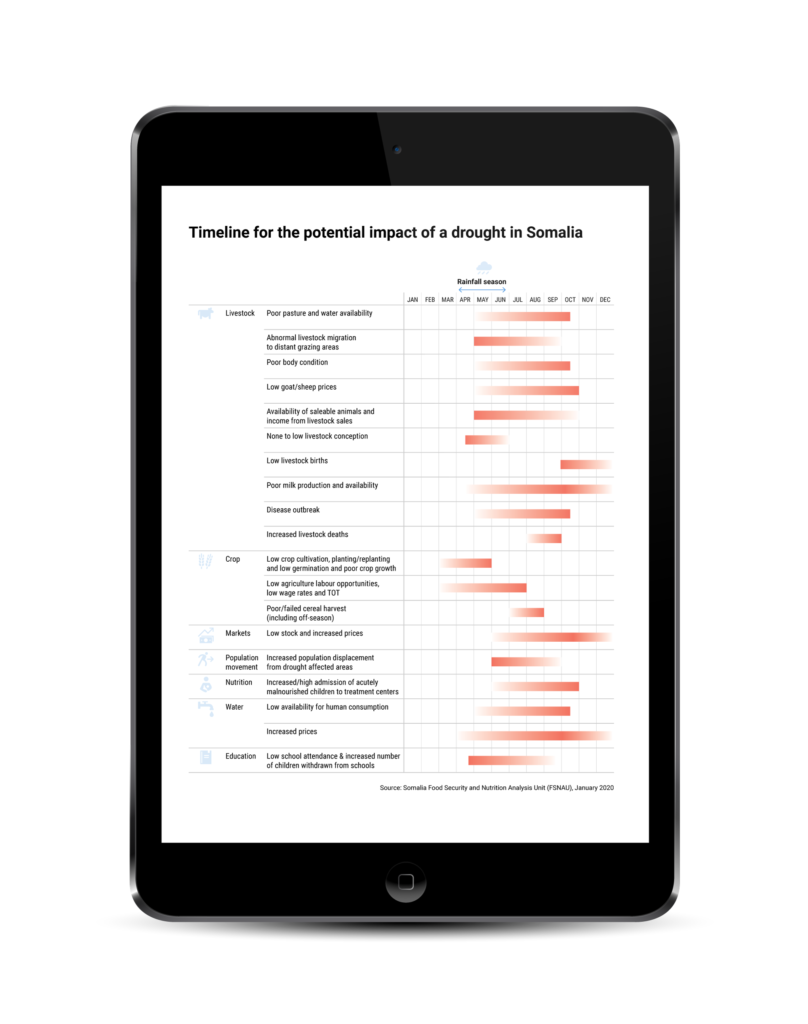 Timeline for the potential impact of a drought in Somalia
Rainfall season
JAN FEB MAR APR MAY JUN JUL AUG SEP OCT NOV DEC
Livestock Poor pasture and water availability
Abnormal livestock migration
to distant grazing areas
Poor body condition
Low goat/sheep prices
Availability of saleable animals and
income from livestock sales
None to low livestock conception
Low livestock births
Poor milk production and availability
Disease outbreak
Increased livestock deaths
Crop Low crop cultivation, planting/replanting
and low germination and poor crop growth
Low agriculture labour opportunities,
low wage rates and TOT
Poor/failed cereal harvest
(including off-season)
Markets Low stock and increased prices
Population Increased population displacement
movement from drought affected areas
Nutrition Increased/high admission of acutely
malnourished children to treatment centers
Water Low availability for human consumption
Increased prices
Education Low school attendance & increased number
of children withdrawn from schools
Source: Somalia Food Security and Nutrition Analysis Unit (FSNAU), January 2020